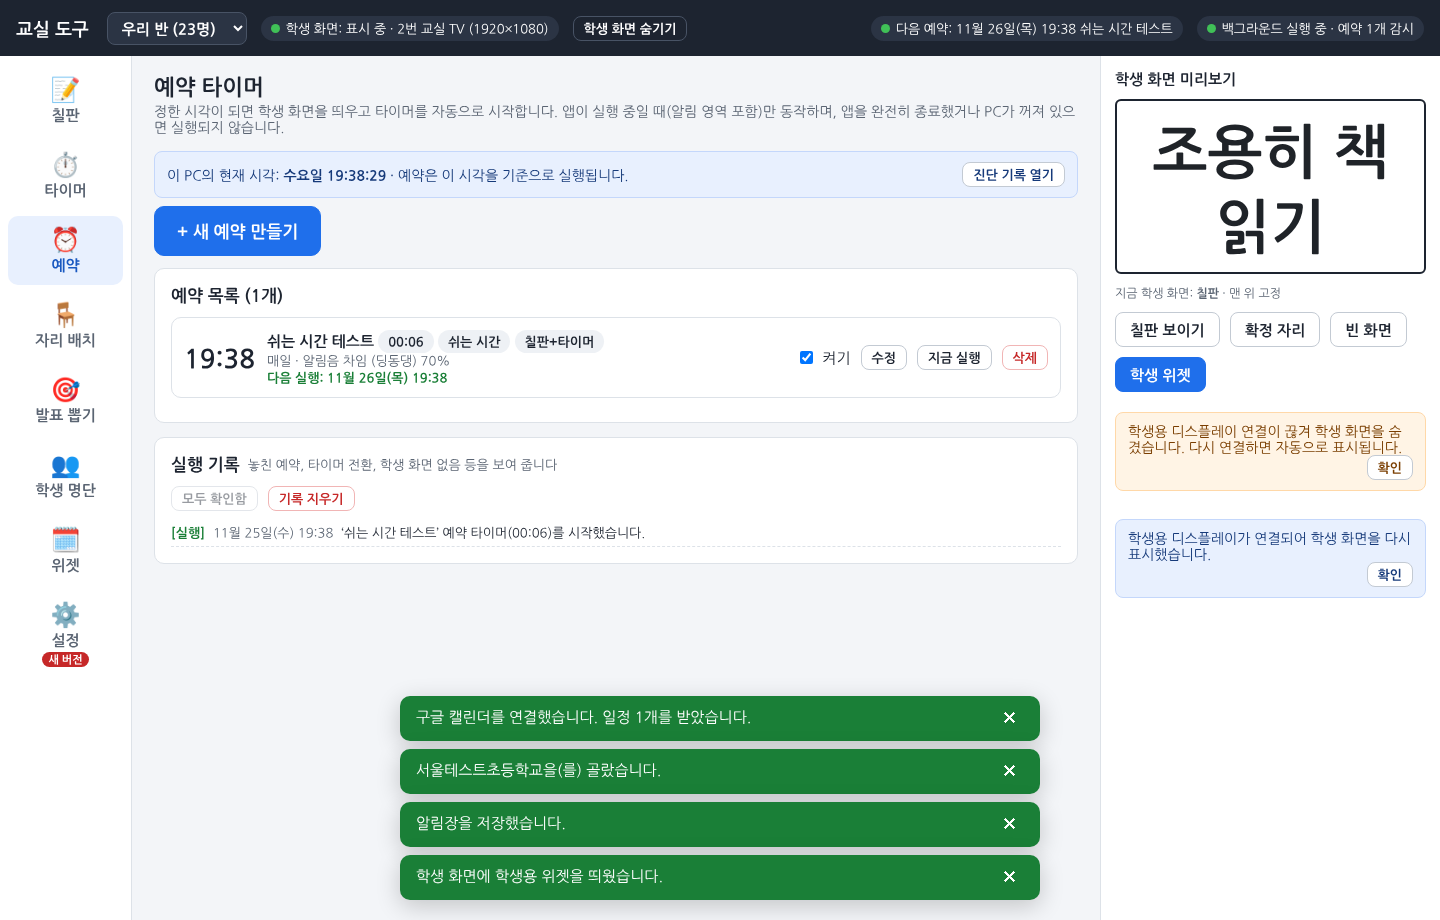 교실 도구
우리 반 (23명)
학생 화면: 표시 중 · 2번 교실 TV (1920×1080)
학생 화면 숨기기
다음 예약: 11월 26일(목) 19:38 쉬는 시간 테스트
백그라운드 실행 중 · 예약 1개 감시
칠판
타이머
예약
자리 배치
발표 뽑기
학생 명단
위젯
설정
새 버전
예약 타이머
정한 시각이 되면 학생 화면을 띄우고 타이머를 자동으로 시작합니다. 앱이 실행 중일 때(알림 영역 포함)만 동작하며, 앱을 완전히 종료했거나 PC가 꺼져 있으
면 실행되지 않습니다.
이 PC의 현재 시각: 수요일 19:38:29 · 예약은 이 시각을 기준으로 실행됩니다.
진단 기록 열기
+ 새 예약 만들기
예약 목록 (1개)
19:38
쉬는 시간 테스트 00:06 쉬는 시간 칠판+타이머
매일 · 알림음 차임 (딩동댕) 70%
다음 실행: 11월 26일(목) 19:38
켜기
수정
지금 실행
삭제
실행 기록 놓친 예약, 타이머 전환, 학생 화면 없음 등을 보여 줍니다
모두 확인함
기록 지우기
[실행] 11월 25일(수) 19:38 '쉬는 시간 테스트' 예약 타이머(00:06)를 시작했습니다.
학생 화면 미리보기
조용히 책
읽기
지금 학생 화면: 칠판 · 맨 위 고정
칠판 보이기
확정 자리
빈 화면
학생 위젯
학생용 디스플레이 연결이 끊겨 학생 화면을 숨
겼습니다. 다시 연결하면 자동으로 표시됩니다.
확인
학생용 디스플레이가 연결되어 학생 화면을 다시
표시했습니다.
확인
구글 캘린더를 연결했습니다. 일정 1개를 받았습니다.
서울테스트초등학교을(를) 골랐습니다.
알림장을 저장했습니다.
학생 화면에 학생용 위젯을 띄웠습니다.